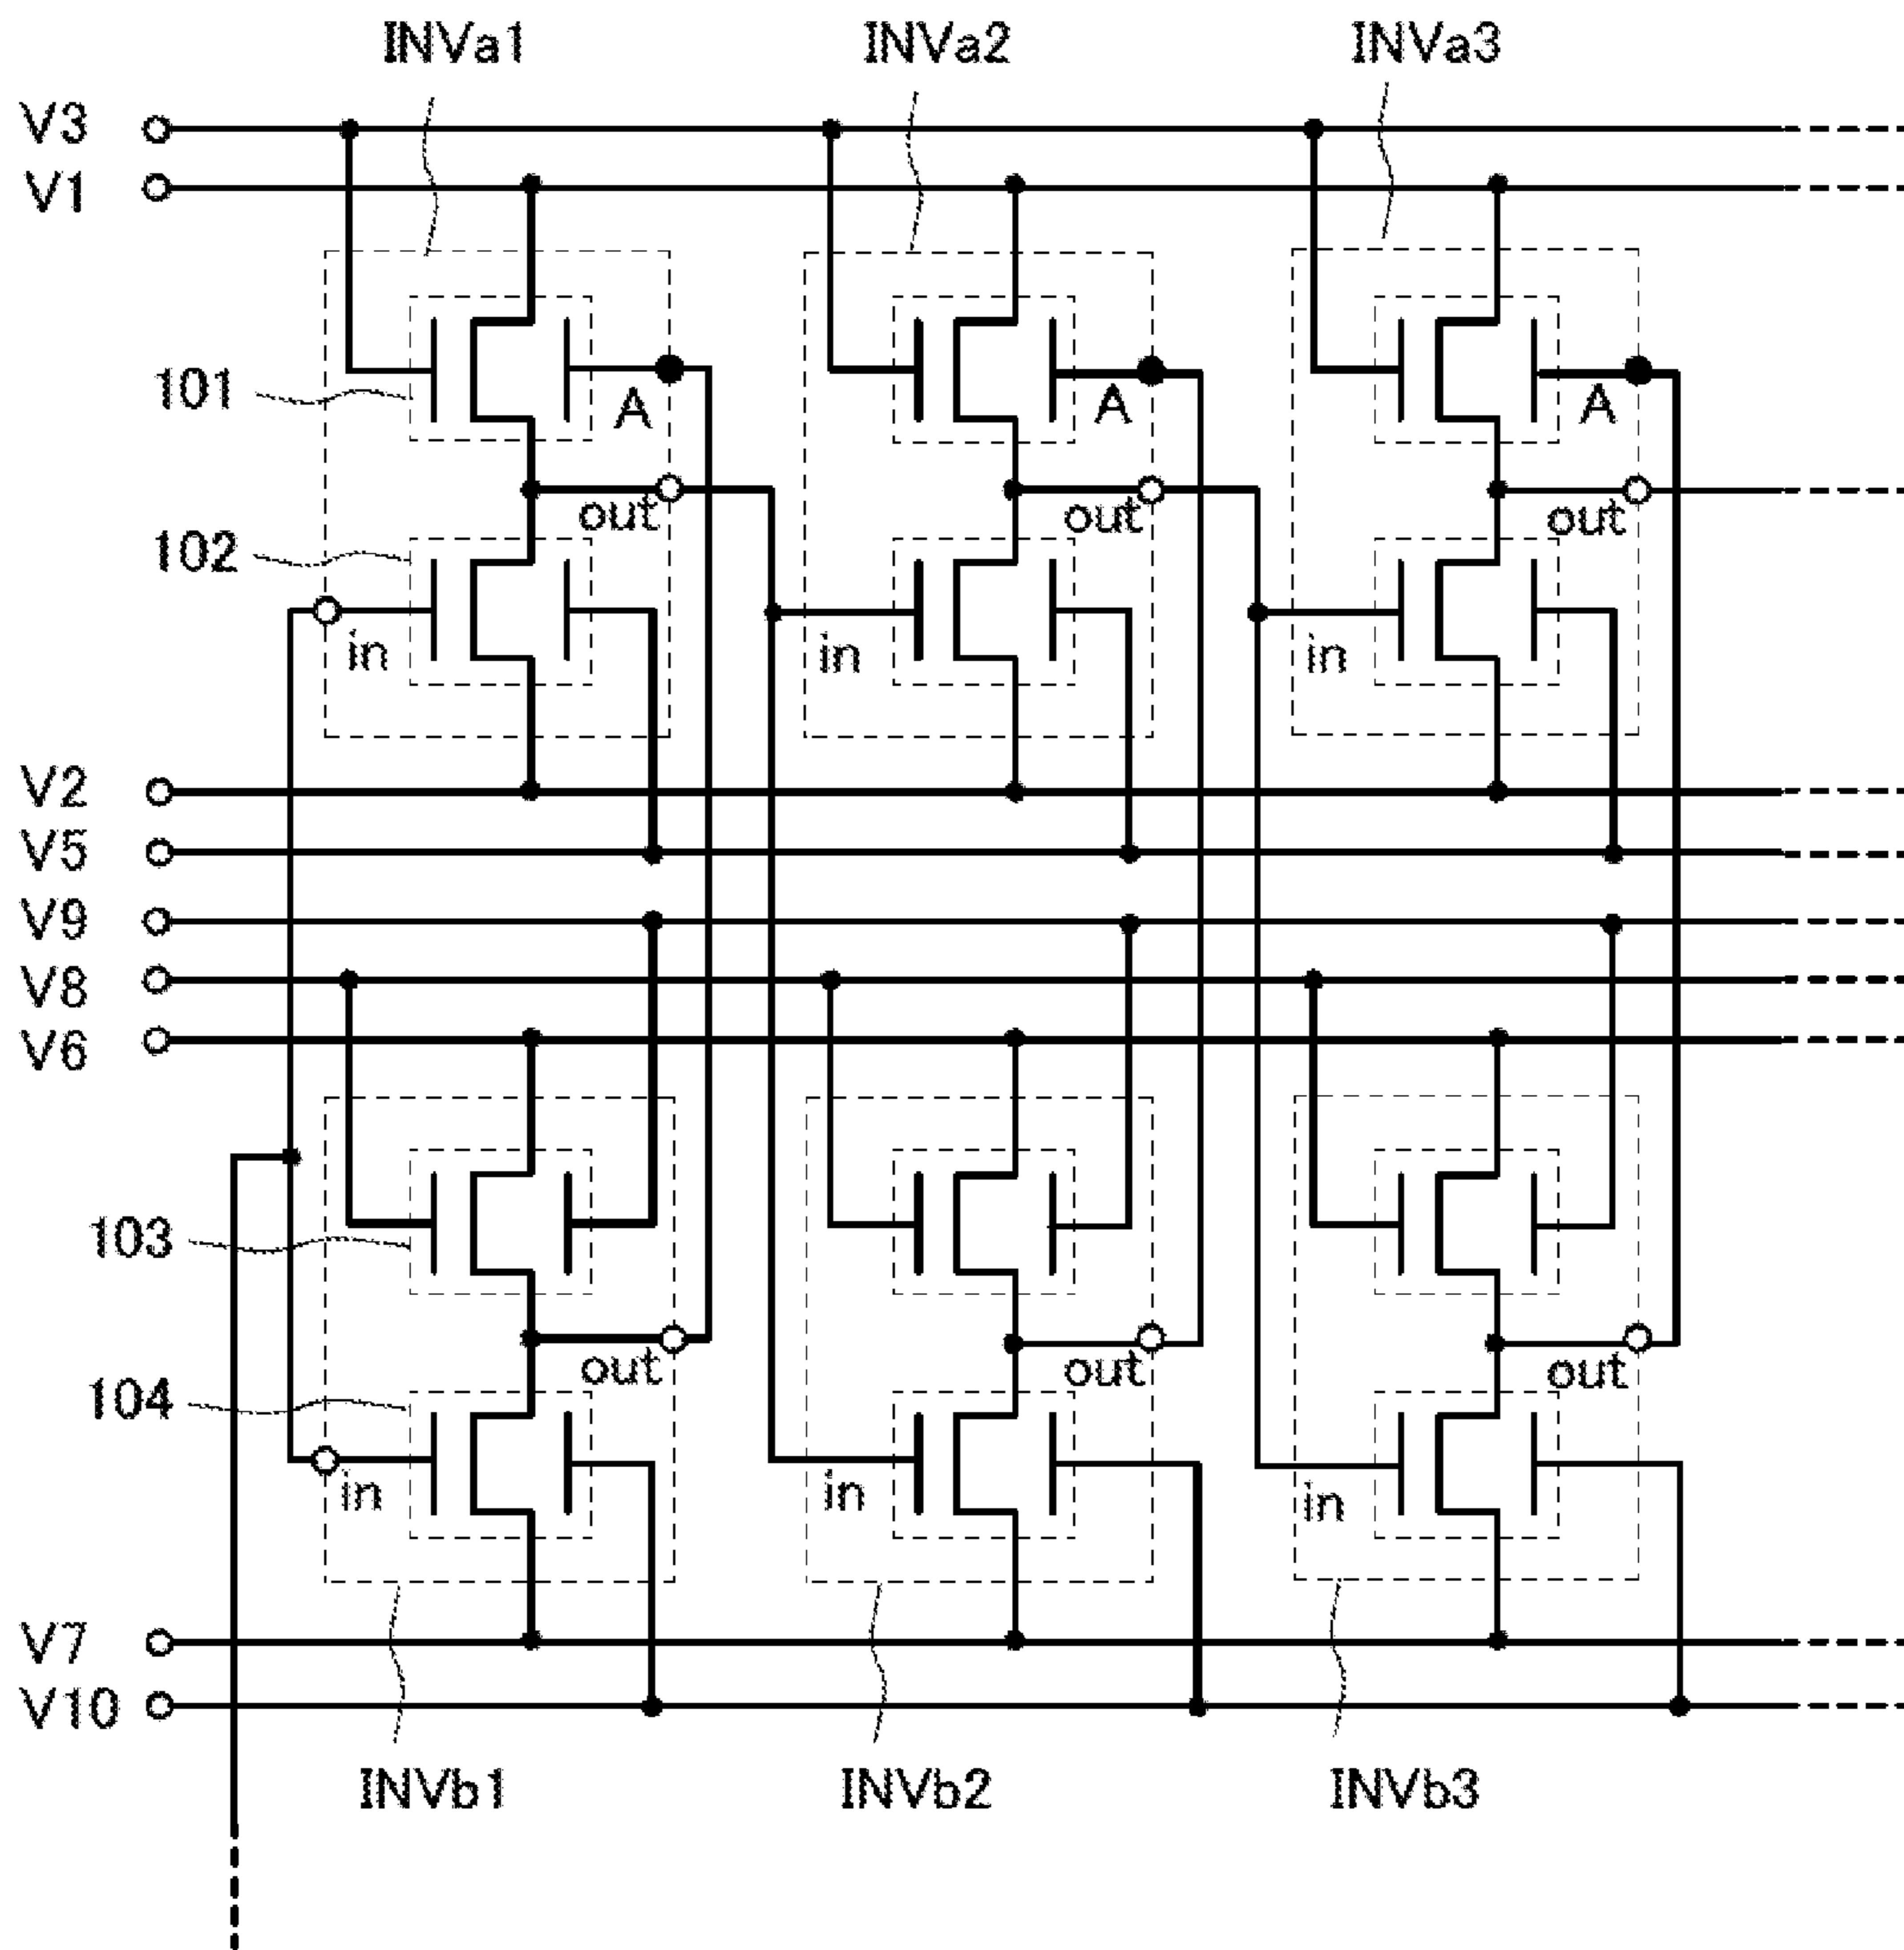 INVa1 INVa2 INVa3
V3
V1
101 A A A
out out out
102
in in in
V2
V5
V9
V8
V6
103
out out out
104
in in in
V7
V10
INVb1 INVb2 INVb3